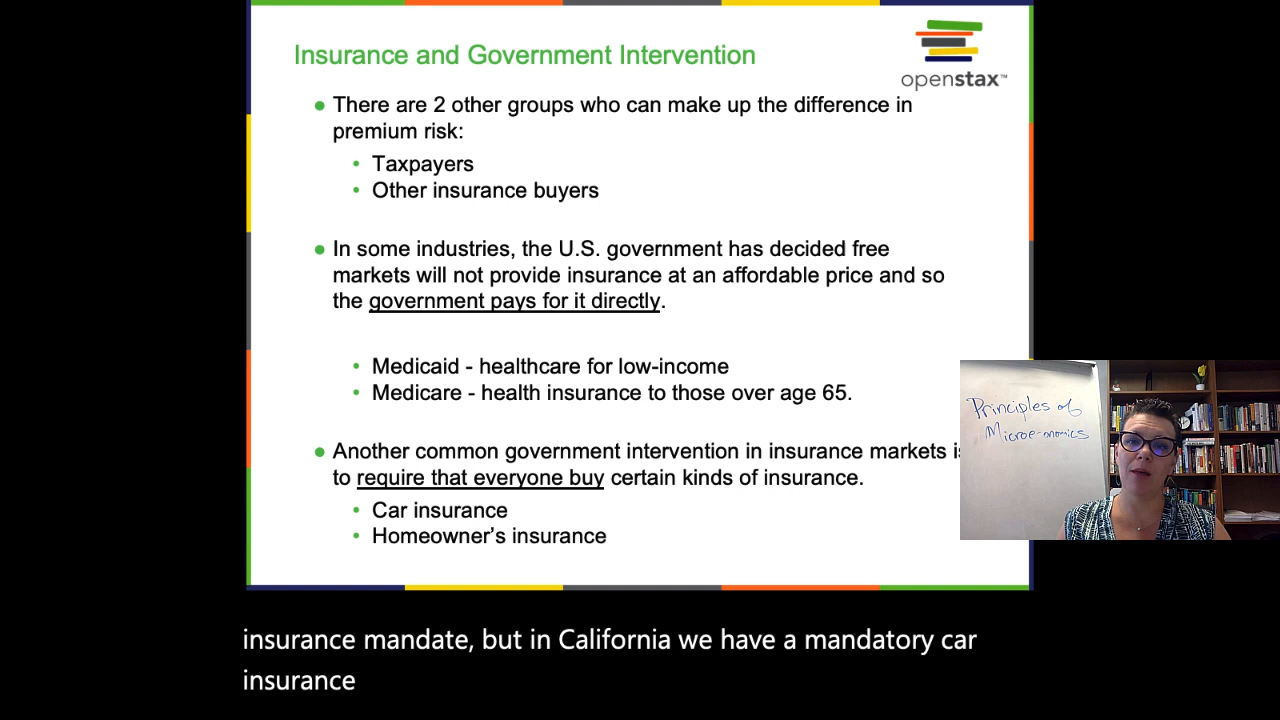 Insurance and Government Intervention
openstax™
There are 2 other groups who can make up the difference in
premium risk:
Taxpayers
Other insurance buyers
In some industries, the U.S. government has decided free
markets will not provide insurance at an affordable price and so
the government pays for it directly.
Medicaid - healthcare for low-income
Medicare - health insurance to those over age 65.
Another common government intervention in insurance markets is
to require that everyone buy certain kinds of insurance.
Car insurance
Homeowner’s insurance
Principles of
insurance mandate, but in California we have a mandatory car
insurance